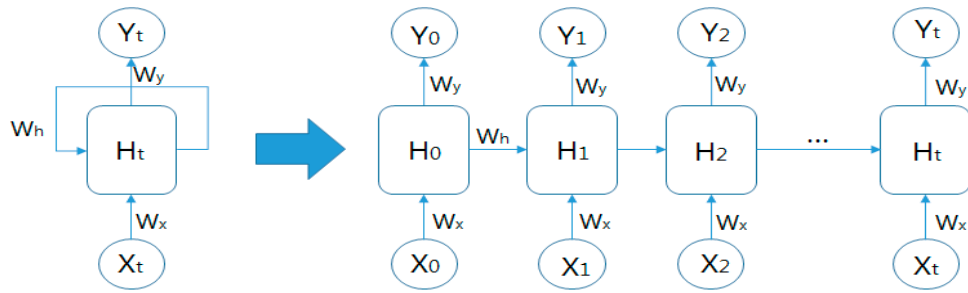 Yt
Wy
Wh
Ht
Wx
Xt
Y0 Y1 Y2 Yt
Wy Wy Wy Wy
H0 Wh H1 H2 ... Ht
Wx Wx Wx Wx
X0 X1 X2 Xt